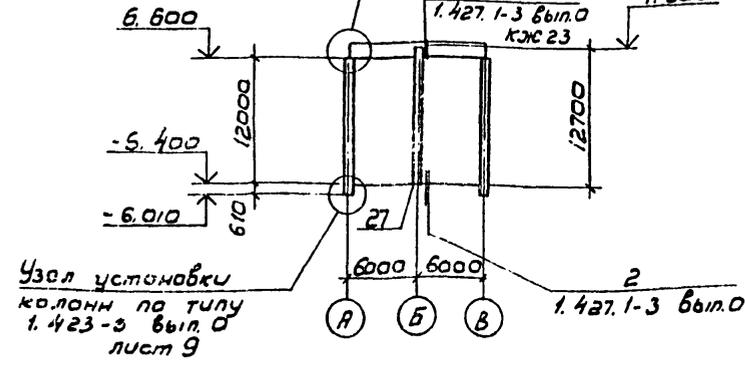 1.427.1-3 вып.0
КЖ 23
6.600
12000
12700
-5.400
-6.010
610
27
6000 6000
Узел установки
колонн по типу
1.423-3 вып. 0
лист 9
2
1.427.1-3 вып.0
А Б В